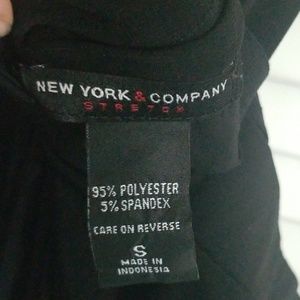 NEW YORK & COMPANY
STRETCH
95% POLYESTER
5% SPANDEX
CARE ON REVERSE
S
MADE IN
INDONESIA